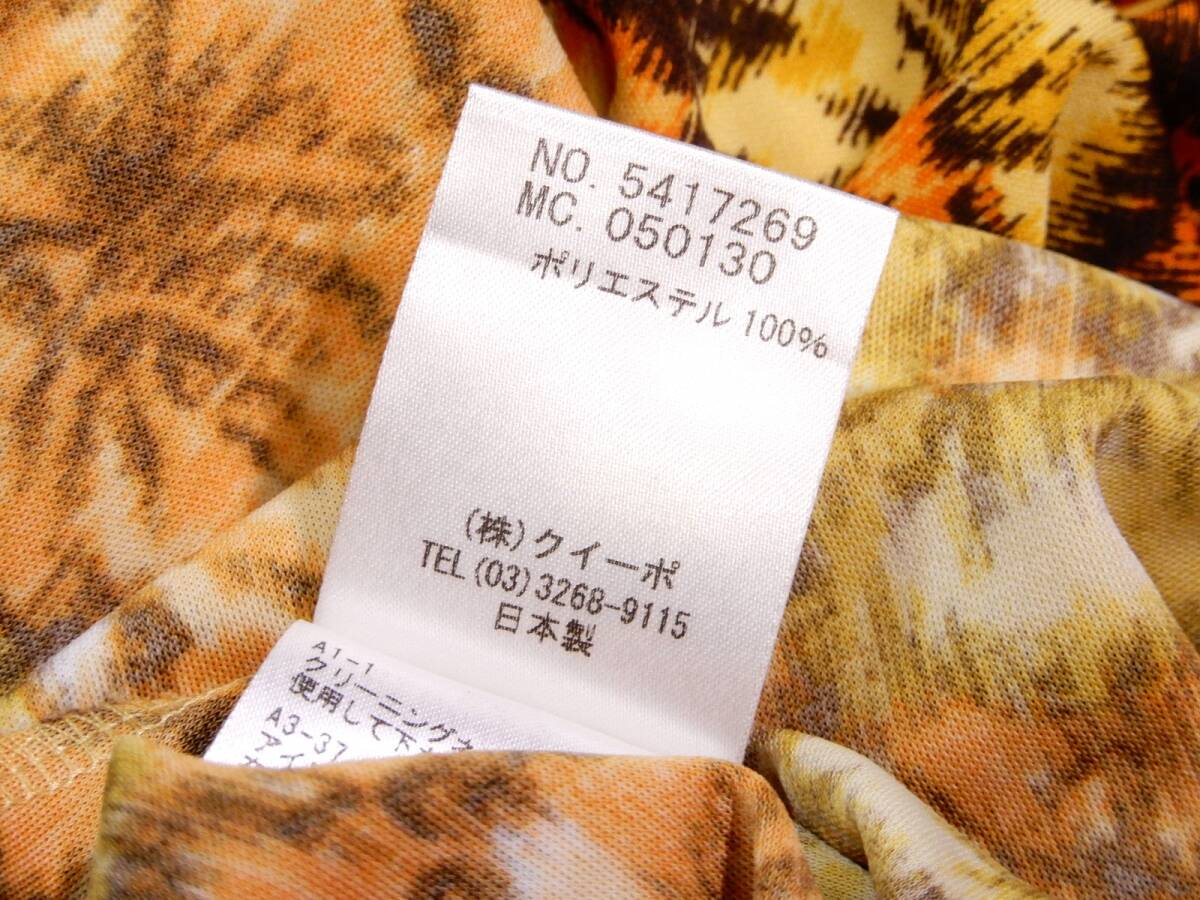 NO. 5417269
MC. 050130
ポリエステル 100%
(株)クイーポ
TEL (03) 3268-9115
日本製
A1-1
クリーニング
使用して下
A3-37